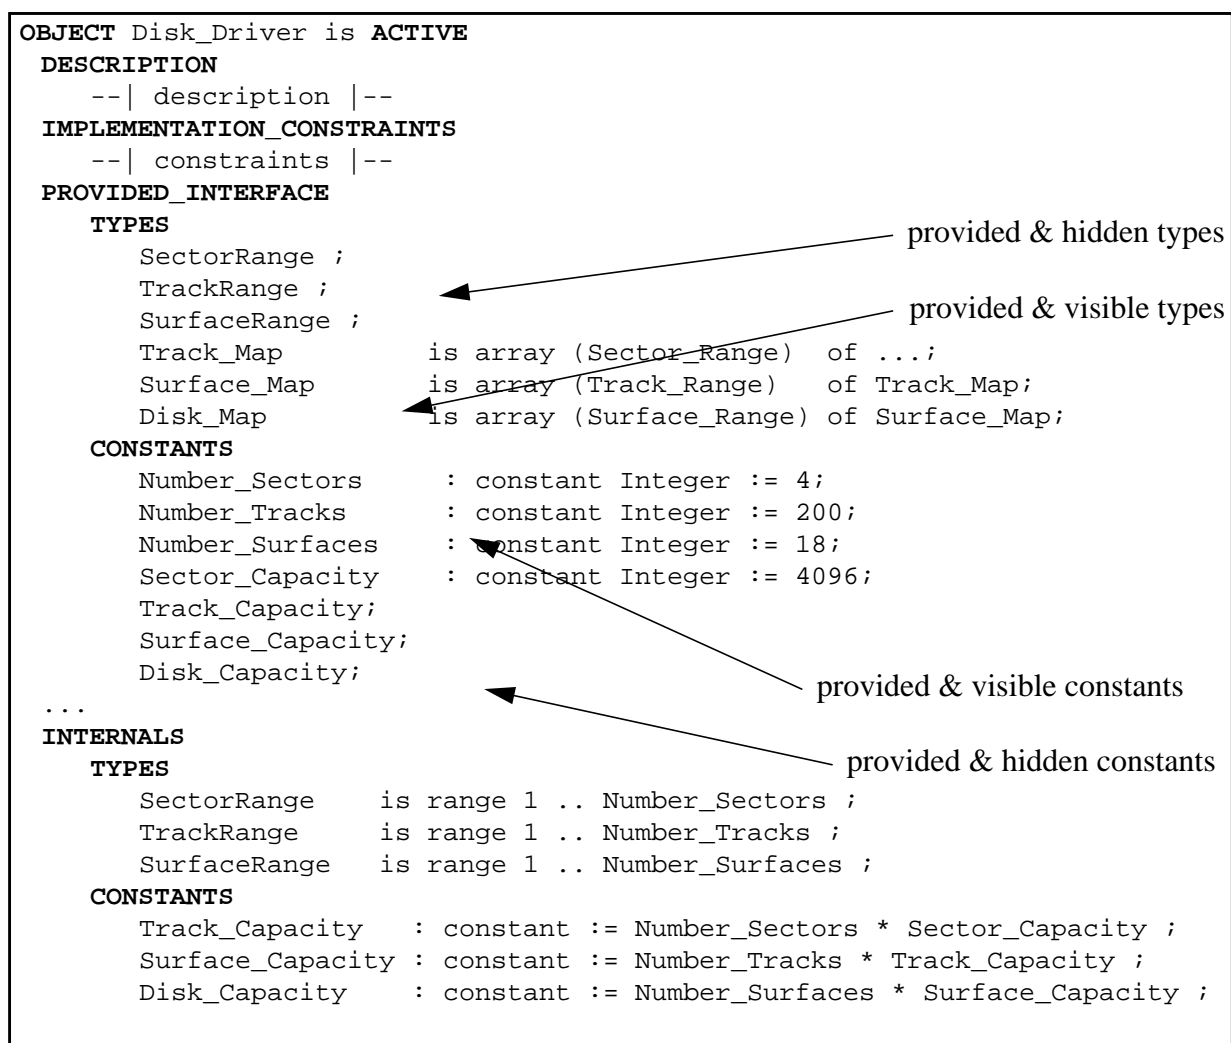 OBJECT Disk_Driver is ACTIVE
DESCRIPTION
--| description |--
IMPLEMENTATION_CONSTRAINTS
--| constraints |--
PROVIDED_INTERFACE
TYPES
provided & hidden types
SectorRange ;
TrackRange ;
provided & visible types
SurfaceRange ;
Track_Map is array (Sector_Range) of ...;
Surface_Map is array (Track_Range) of Track_Map;
Disk_Map is array (Surface_Range) of Surface_Map;
CONSTANTS
Number_Sectors : constant Integer := 4;
Number_Tracks : constant Integer := 200;
Number_Surfaces : constant Integer := 18;
Sector_Capacity : constant Integer := 4096;
Track_Capacity;
Surface_Capacity;
Disk_Capacity;
provided & visible constants
...
INTERNALS
provided & hidden constants
TYPES
SectorRange is range 1 .. Number_Sectors ;
TrackRange is range 1 .. Number_Tracks ;
SurfaceRange is range 1 .. Number_Surfaces ;
CONSTANTS
Track_Capacity : constant := Number_Sectors * Sector_Capacity ;
Surface_Capacity : constant := Number_Tracks * Track_Capacity ;
Disk_Capacity : constant := Number_Surfaces * Surface_Capacity ;